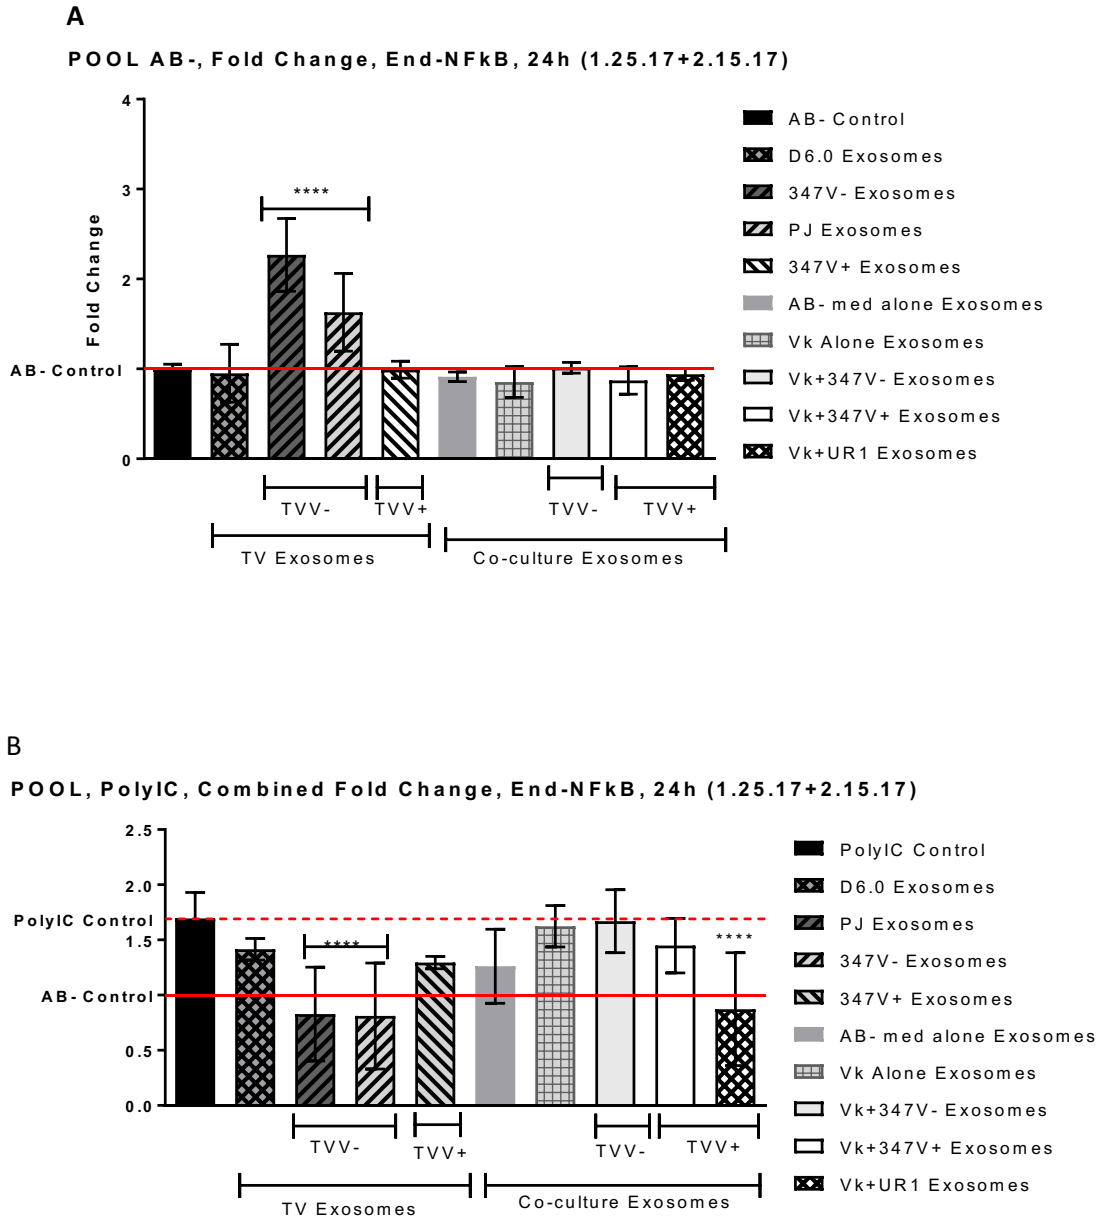 A
POOL AB-, Fold Change, End-NFkB, 24h (1.25.17+2.15.17)
4
3
2
AB- Control
0
Fold Change
****
TVV-
TVV+
TVV-
TVV+
TV Exosomes
Co-culture Exosomes
AB- Control
D6.0 Exosomes
347V- Exosomes
PJ Exosomes
347V+ Exosomes
AB- med alone Exosomes
Vk Alone Exosomes
Vk+347V- Exosomes
Vk+347V+ Exosomes
Vk+UR1 Exosomes
B
POOL, PolyIC, Combined Fold Change, End-NFkB, 24h (1.25.17+2.15.17)
2.5
2.0
PolyIC Control
1.5
AB- Control
0.5
0.0
****
****
TVV-
TVV+
TVV-
TVV+
TV Exosomes
Co-culture Exosomes
PolyIC Control
D6.0 Exosomes
PJ Exosomes
347V- Exosomes
347V+ Exosomes
AB- med alone Exosomes
Vk Alone Exosomes
Vk+347V- Exosomes
Vk+347V+ Exosomes
Vk+UR1 Exosomes